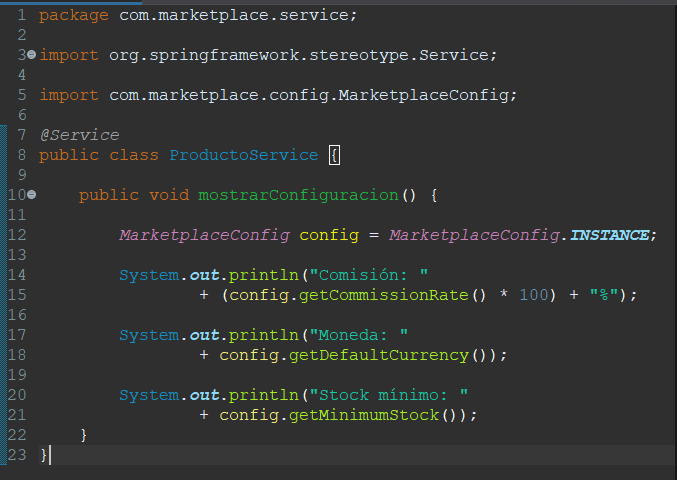 1 package com.marketplace.service;
2
3 import org.springframework.stereotype.Service;
4
5 import com.marketplace.config.MarketplaceConfig;
6
7 @Service
8 public class ProductoService {
9
10     public void mostrarConfiguracion() {
11
12         MarketplaceConfig config = MarketplaceConfig.INSTANCE;
13
14         System.out.println("Comisión: "
15                 + (config.getCommissionRate() * 100) + "%");
16
17         System.out.println("Moneda: "
18                 + config.getDefaultCurrency());
19
20         System.out.println("Stock mínimo: "
21                 + config.getMinimumStock());
22     }
23 }